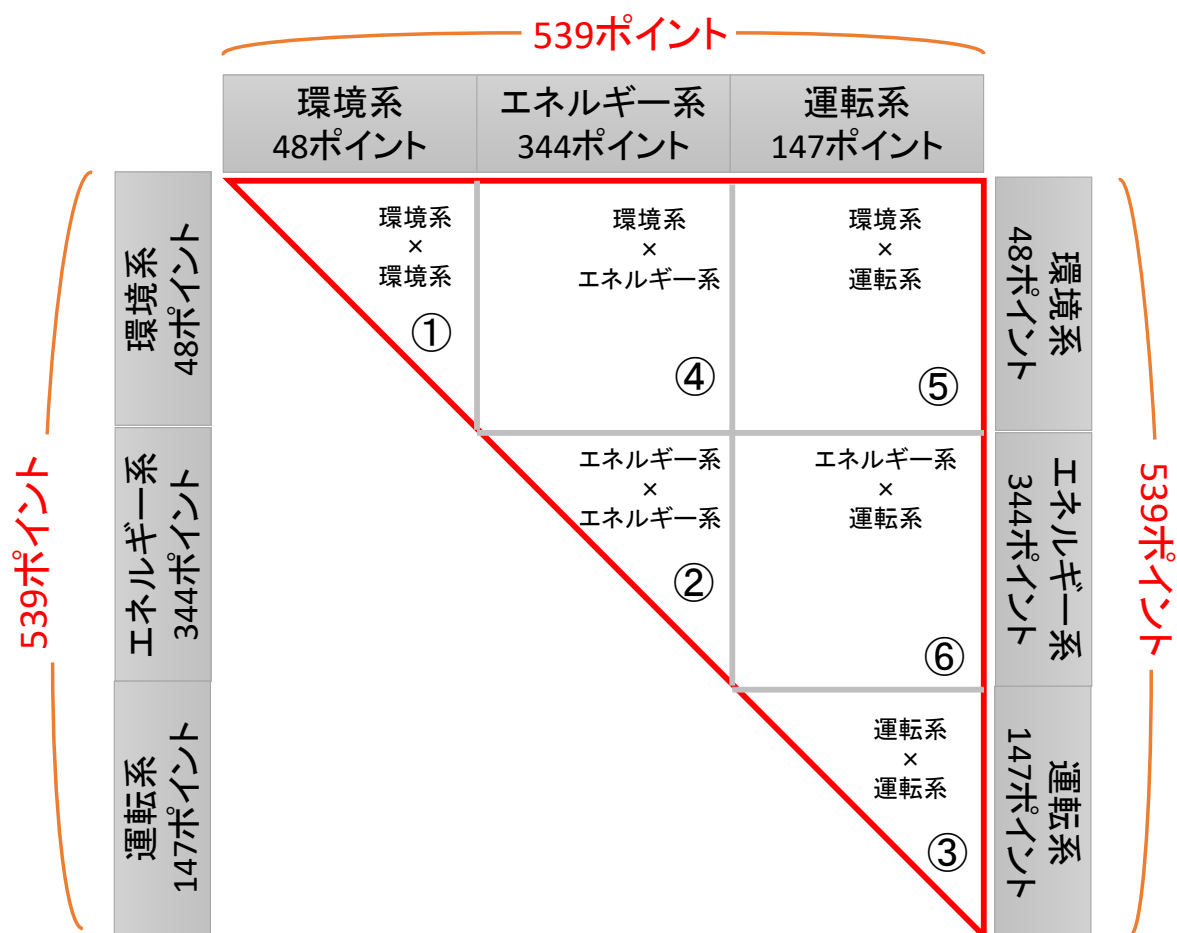 539ポイント
環境系
48ポイント
エネルギー系
344ポイント
運転系
147ポイント
539ポイント
環境系
48ポイント
エネルギー系
344ポイント
運転系
147ポイント
環境系
×
環境系
①
環境系
×
エネルギー系
④
環境系
×
運転系
⑤
エネルギー系
×
エネルギー系
②
エネルギー系
×
運転系
⑥
運転系
×
運転系
③
環境系
48ポイント
エネルギー系
344ポイント
運転系
147ポイント
539ポイント